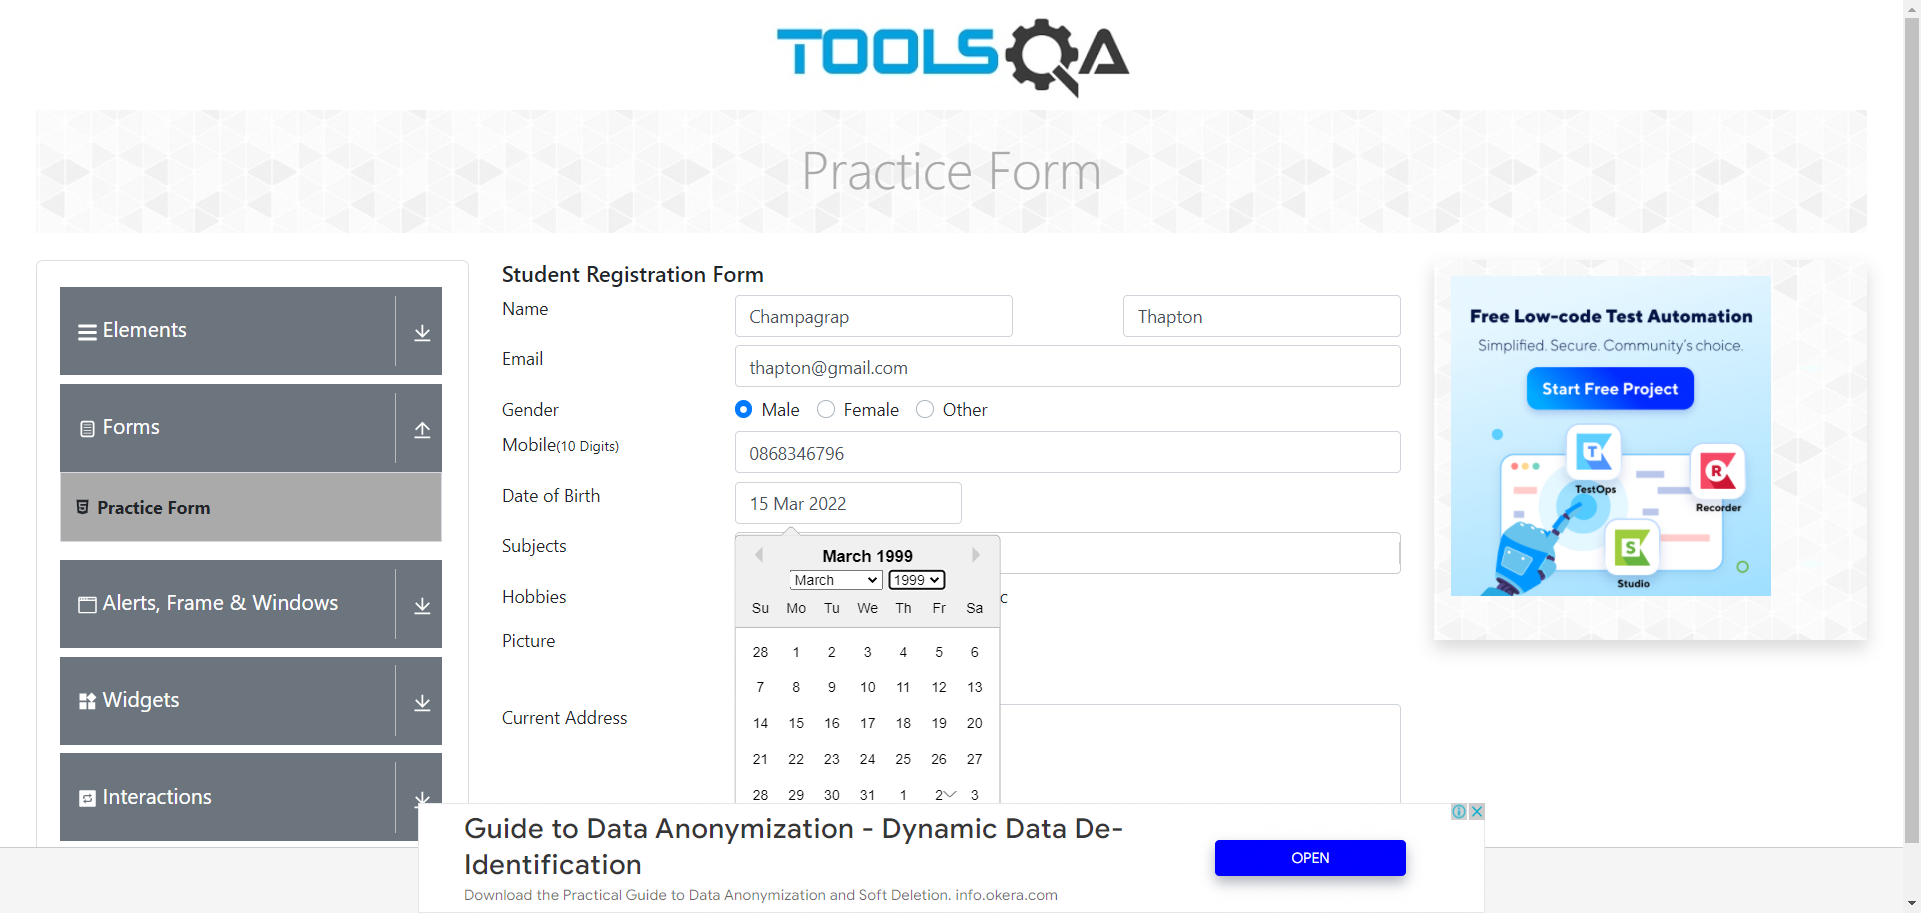 TOOLSQA
Practice Form
Elements
Forms
Practice Form
Alerts, Frame & Windows
Widgets
Interactions
Student Registration Form
Name
Champagrap
Thapton
Email
thapton@gmail.com
Gender
Male Female Other
Mobile(10 Digits)
0868346796
Date of Birth
15 Mar 2022
Subjects
March 1999
March 1999
Su Mo Tu We Th Fr Sa
28 1 2 3 4 5 6
7 8 9 10 11 12 13
14 15 16 17 18 19 20
21 22 23 24 25 26 27
28 29 30 31 1 2 3
Hobbies
c
Picture
Current Address
Free Low-code Test Automation
Simplified. Secure. Community's choice.
Start Free Project
TestOps
R
Recorder
S
Studio
Guide to Data Anonymization - Dynamic Data De-
Identification
Download the Practical Guide to Data Anonymization and Soft Deletion. info.okera.com
OPEN